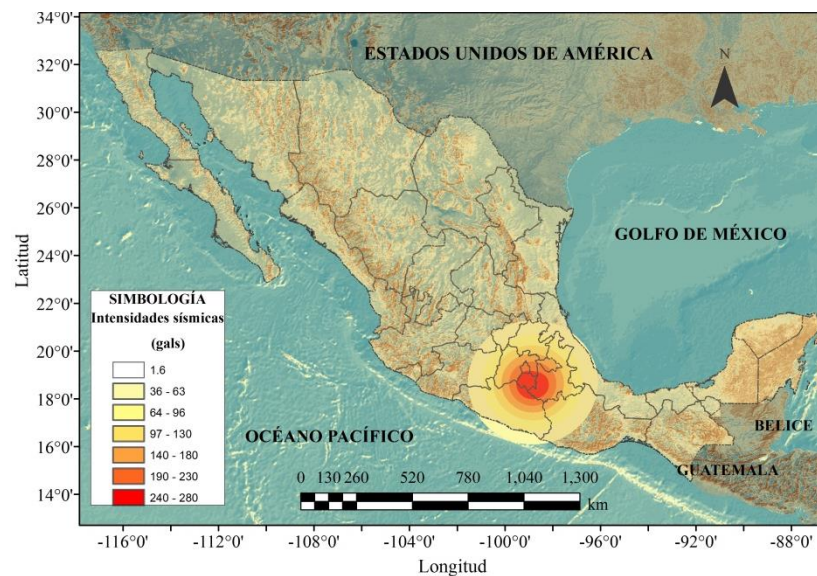 34°0'
32°0'
30°0'
28°0'
26°0'
24°0'
22°0'
20°0'
18°0'
16°0'
14°0'
Latitud
ESTADOS UNIDOS DE AMÉRICA
N
GOLFO DE MÉXICO
SIMBOLOGÍA
Intensidades sísmicas
(gals)
1.6
36 - 63
64 - 96
97 - 130
140 - 180
190 - 230
240 - 280
OCÉANO PACÍFICO
BELICE
GUATEMALA
0 130 260 520 780 1,040 1,300
km
-116°0' -112°0' -108°0' -104°0' -100°0' -96°0' -92°0' -88°0'
Longitud